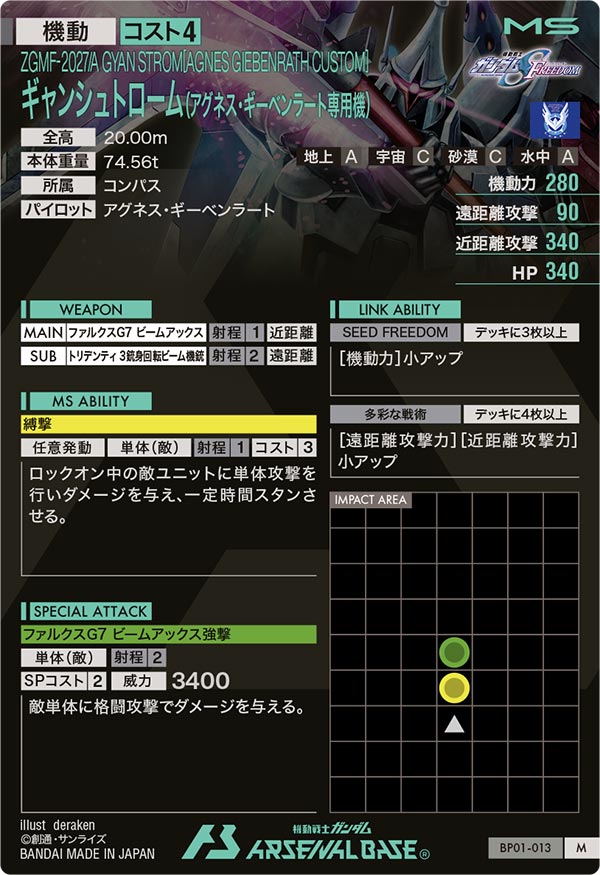 機動 コスト4 MS
ZGMF-2027/A GYAN STROM[AGNES GIEBENRATH CUSTOM]
ギャンシュトローム(アグネス・ギーベンラート専用機)
機動戦士ガンダム SEED FREEDOM
全高 20.00m
本体重量 74.56t
所属 コンパス
パイロット アグネス・ギーベンラート
地上 A 宇宙 C 砂漠 C 水中 A
機動力 280
遠距離攻撃 90
近距離攻撃 340
HP 340
WEAPON
MAIN ファルクスG7 ビームアックス 射程 1 近距離
SUB トリデンティ 3銃身回転ビーム機銃 射程 2 遠距離
MS ABILITY
縛撃
任意発動 単体(敵) 射程 1 コスト 3
ロックオン中の敵ユニットに単体攻撃を
行いダメージを与え、一定時間スタンさ
せる。
SPECIAL ATTACK
ファルクスG7 ビームアックス強撃
単体(敵) 射程 2
SPコスト 2 威力 3400
敵単体に格闘攻撃でダメージを与える。
LINK ABILITY
SEED FREEDOM デッキに3枚以上
[機動力]小アップ
多彩な戦術 デッキに4枚以上
[遠距離攻撃力][近距離攻撃力]
小アップ
IMPACT AREA
illust deraken
©創通・サンライズ
BANDAI MADE IN JAPAN
機動戦士ガンダム
AB ARSENAL BASE ®
BP01-013 M